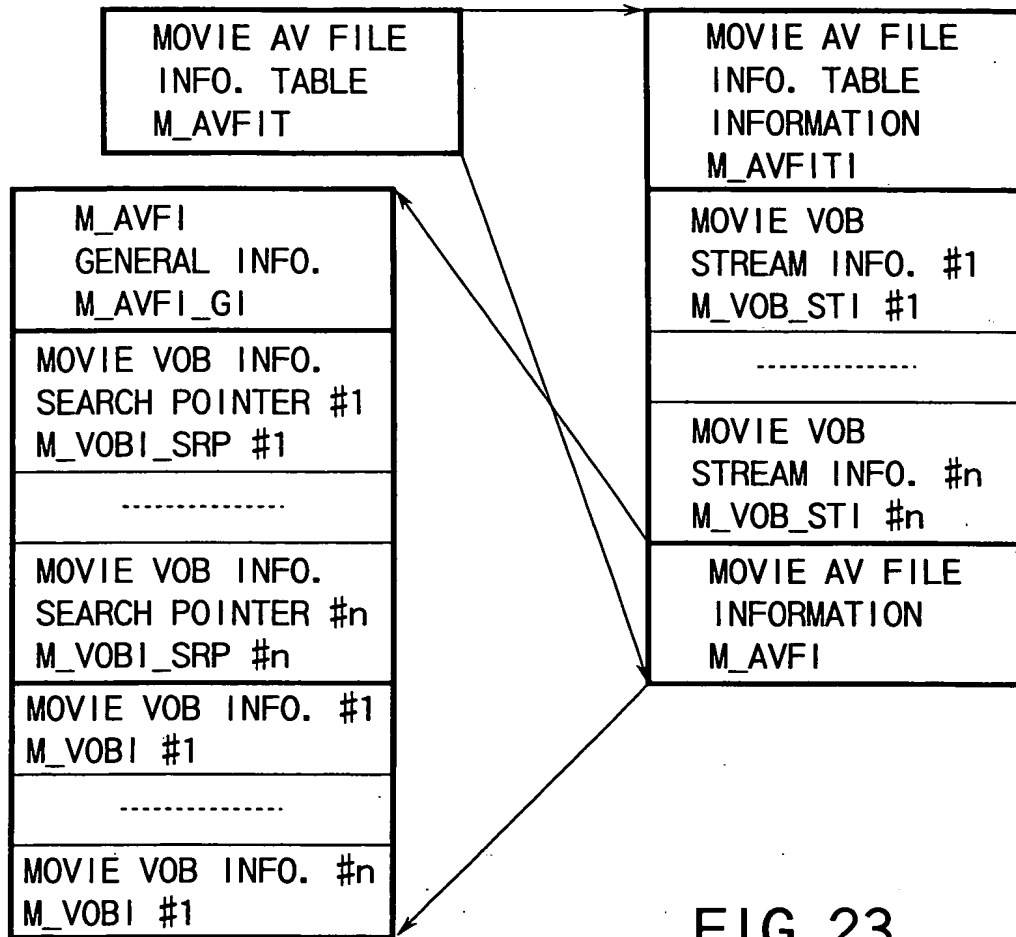 MOVIE AV FILE
INFO. TABLE
M_AVFIT
MOVIE AV FILE
INFO. TABLE
INFORMATION
M_AVFITI
MOVIE VOB
STREAM INFO. #1
M_VOB_STI #1
MOVIE VOB
STREAM INFO. #n
M_VOB_STI #n
MOVIE AV FILE
INFORMATION
M_AVFI
M_AVFI
GENERAL INFO.
M_AVFI_GI
MOVIE VOB INFO.
SEARCH POINTER #1
M_VOBI_SRP #1
MOVIE VOB INFO.
SEARCH POINTER #n
M_VOBI_SRP #n
MOVIE VOB INFO. #1
M_VOBI #1
MOVIE VOB INFO. #n
M_VOBI #1
FIG. 23